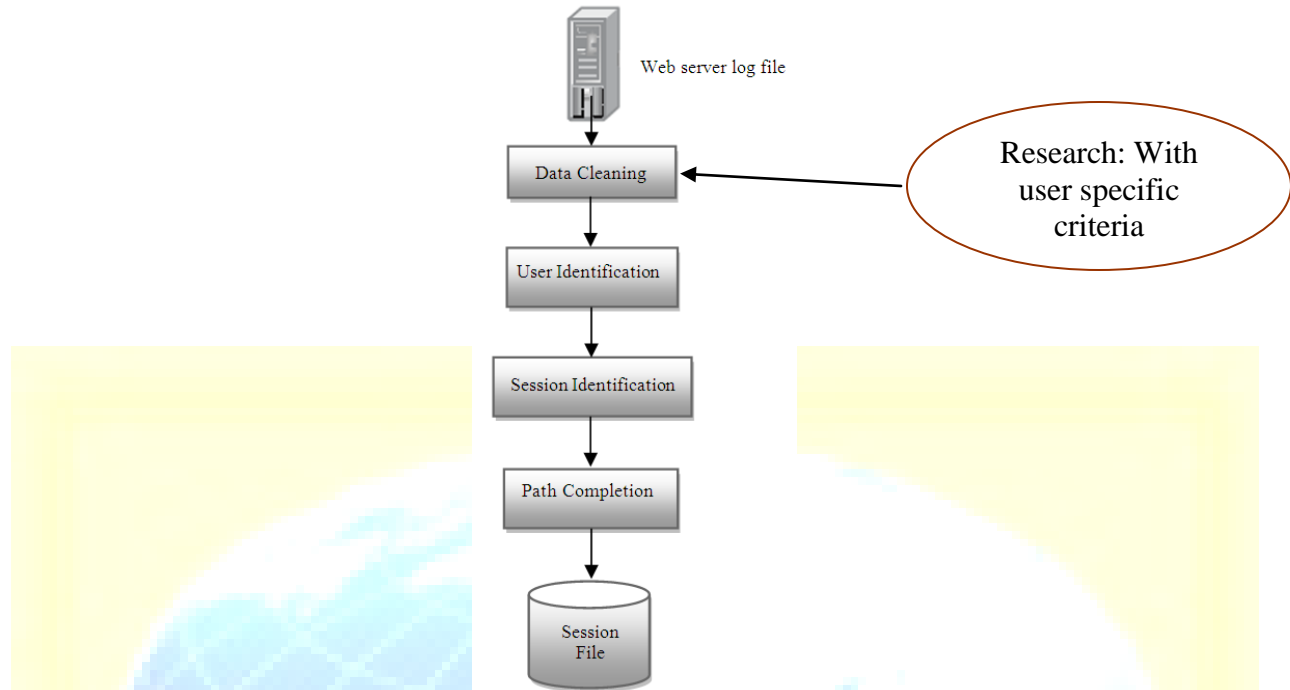 Web server log file
Data Cleaning
Research: With
user specific
criteria
User Identification
Session Identification
Path Completion
Session
File